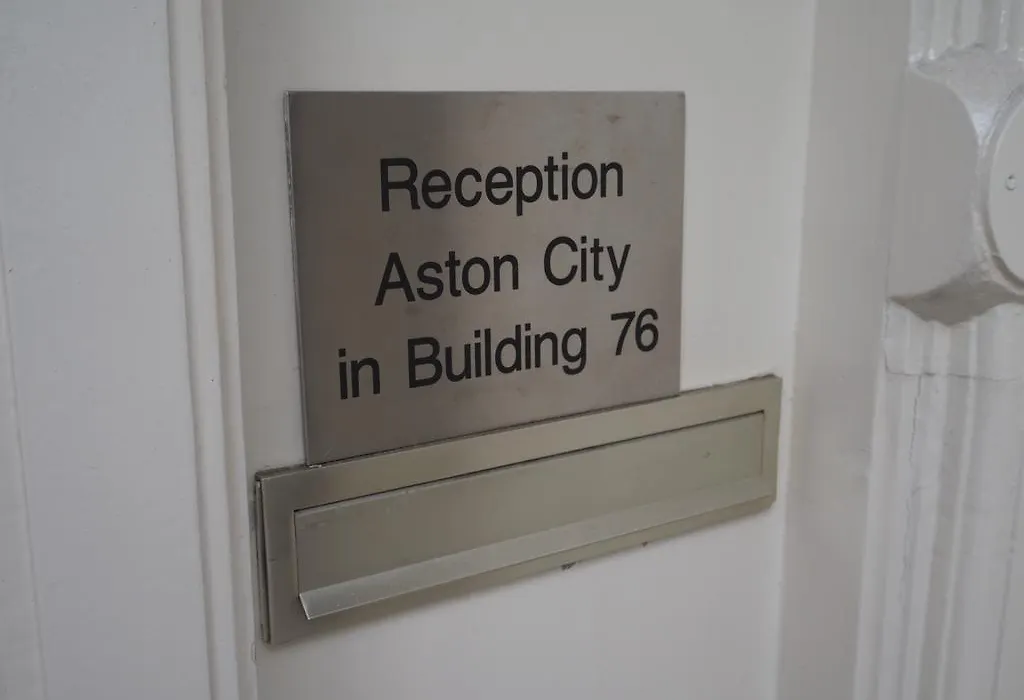 Reception
Aston City
in Building 76